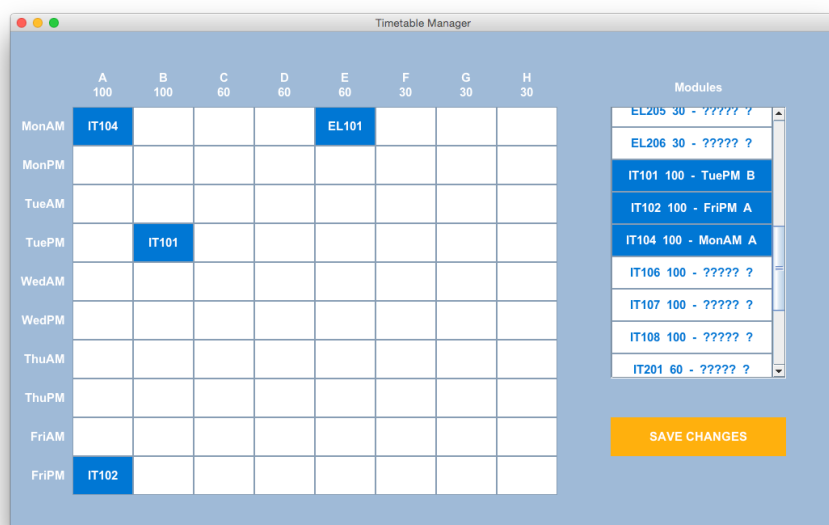 Timetable Manager
A B C D E F G H
100 100 60 60 60 30 30 30
Modules
MonAM IT104 EL101
MonPM
TueAM
TuePM IT101
WedAM
WedPM
ThuAM
ThuPM
FriAM
FriPM IT102
EL205 30 - ????? ?
EL206 30 - ????? ?
IT101 100 - TuePM B
IT102 100 - FriPM A
IT104 100 - MonAM A
IT106 100 - ????? ?
IT107 100 - ????? ?
IT108 100 - ????? ?
IT201 60 - ????? ?
SAVE CHANGES